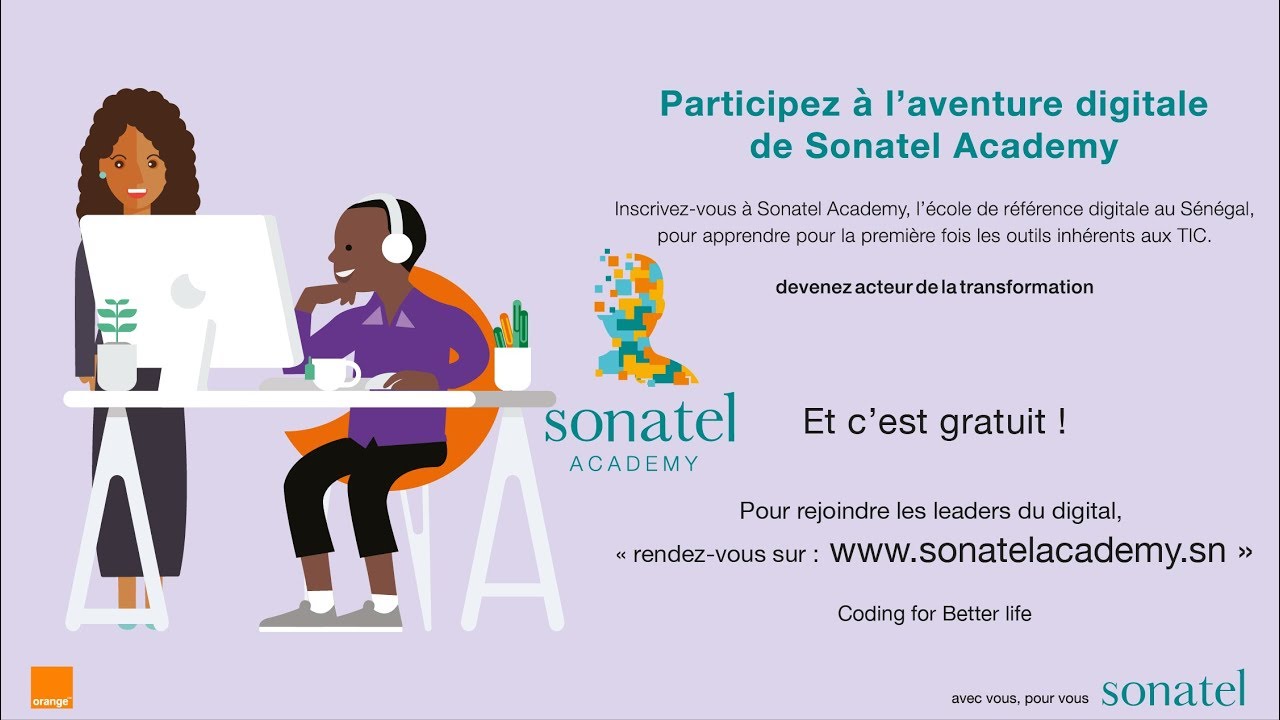 Participez à l’aventure digitale
de Sonatel Academy
Inscrivez-vous à Sonatel Academy, l’école de référence digitale au Sénégal,
pour apprendre pour la première fois les outils inhérents aux TIC.
devenez acteur de la transformation
sonatel
ACADEMY
Et c’est gratuit !
Pour rejoindre les leaders du digital,
« rendez-vous sur : www.sonatelacademy.sn »
Coding for Better life
orange™
avec vous, pour vous sonatel